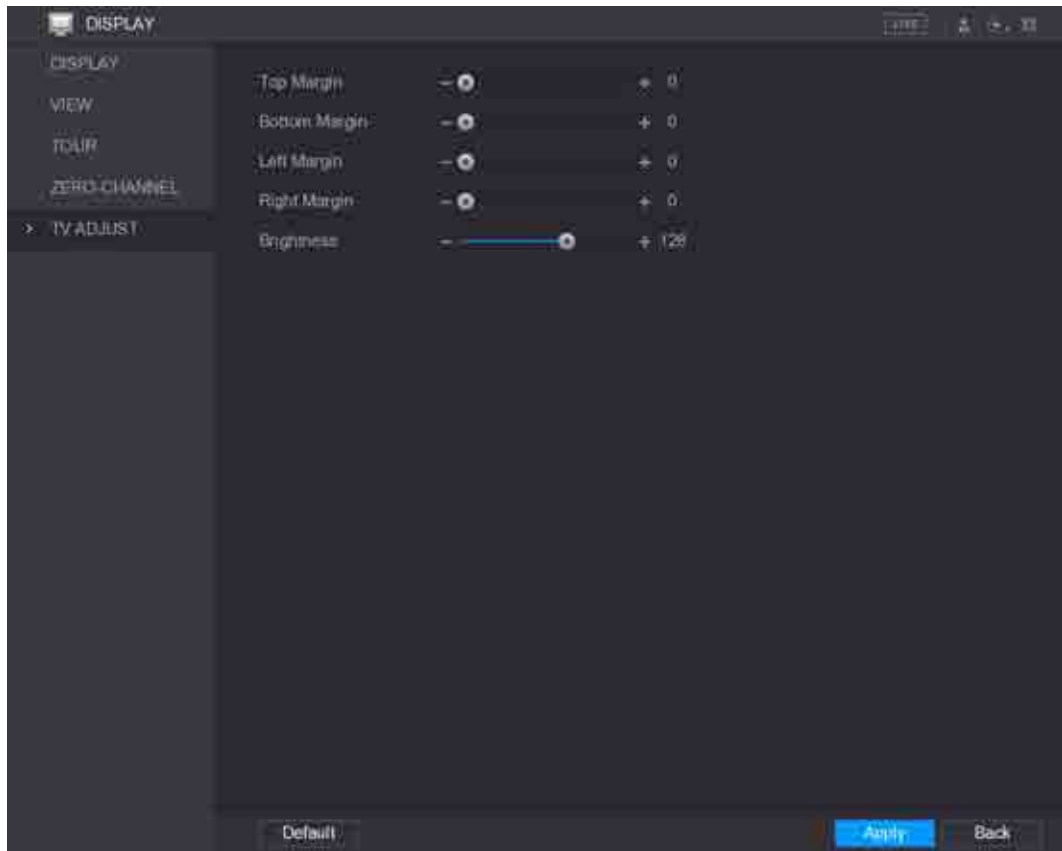 DISPLAY
LIVE
DISPLAY
VIEW
TOUR
ZERO-CHANNEL
> TV ADJUST
Top Margin - + 0
Bottom Margin - + 0
Left Margin - + 0
Right Margin - + 0
Brightness - + 128
Default
Apply
Back